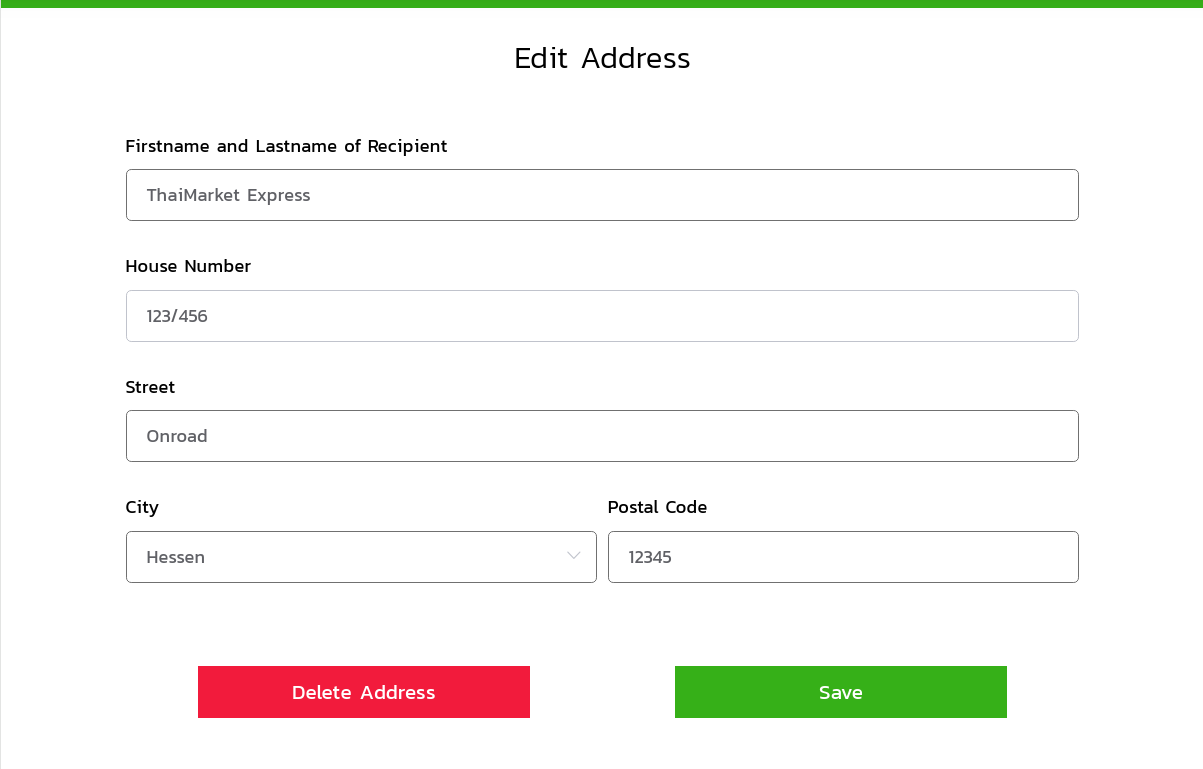 Edit Address
Firstname and Lastname of Recipient
ThaiMarket Express
House Number
123/456
Street
Onroad
City
Postal Code
Hessen
12345
Delete Address
Save